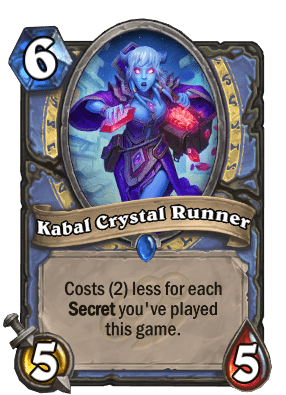 6
Kabal Crystal Runner
Costs (2) less for each
Secret you've played
this game.
5 5